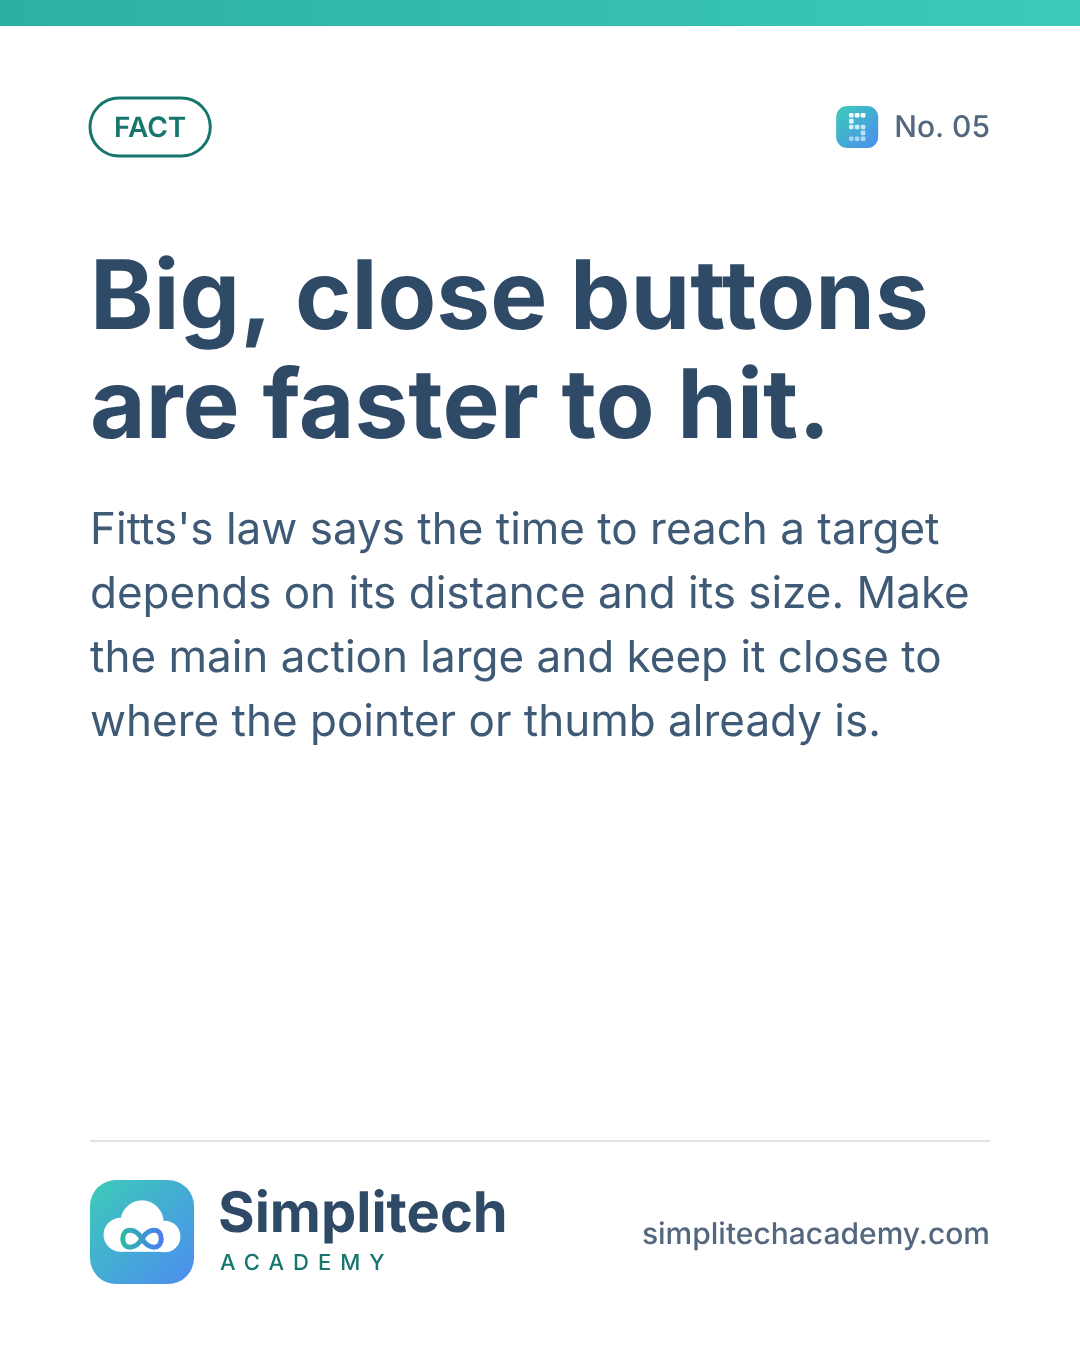 FACT
No. 05
Big, close buttons
are faster to hit.
Fitts's law says the time to reach a target
depends on its distance and its size. Make
the main action large and keep it close to
where the pointer or thumb already is.
Simplitech
ACADEMY
simplitechacademy.com